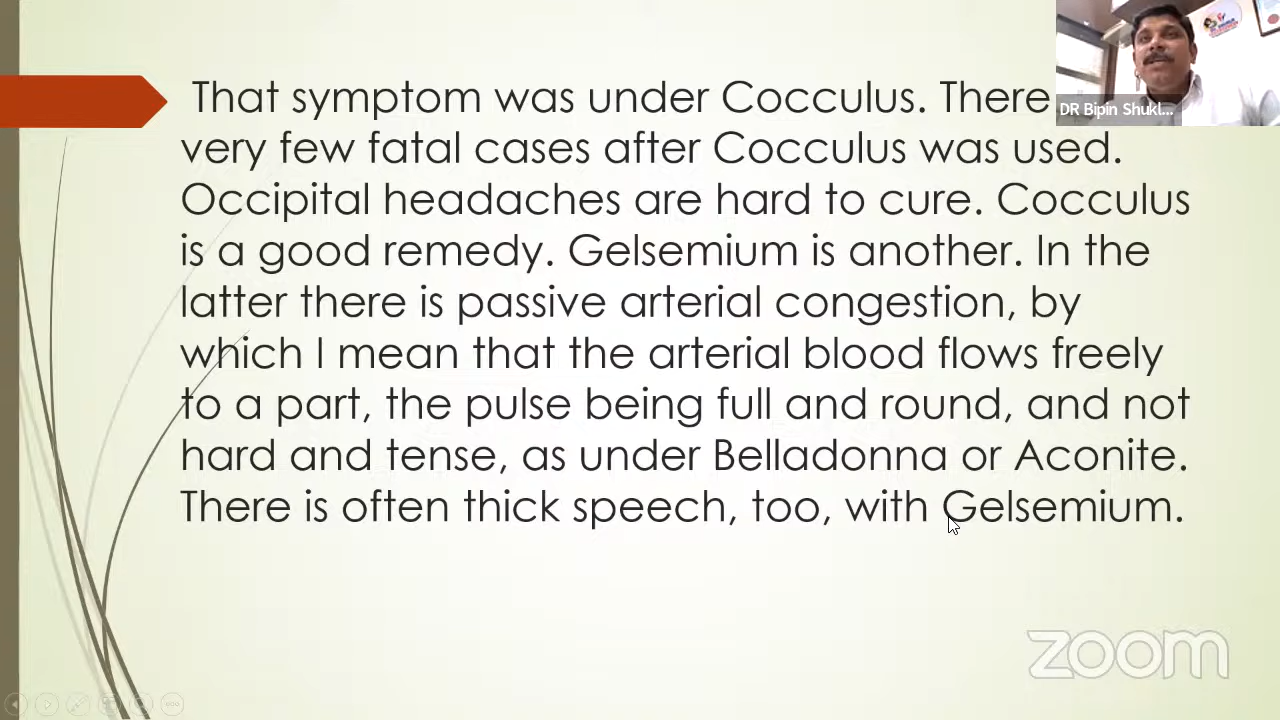 That symptom was under Cocculus. There
very few fatal cases after Cocculus was used.
Occipital headaches are hard to cure. Cocculus
is a good remedy. Gelsemium is another. In the
latter there is passive arterial congestion, by
which I mean that the arterial blood flows freely
to a part, the pulse being full and round, and not
hard and tense, as under Belladonna or Aconite.
There is often thick speech, too, with Gelsemium.
DR Bipin Shukl...
zoom